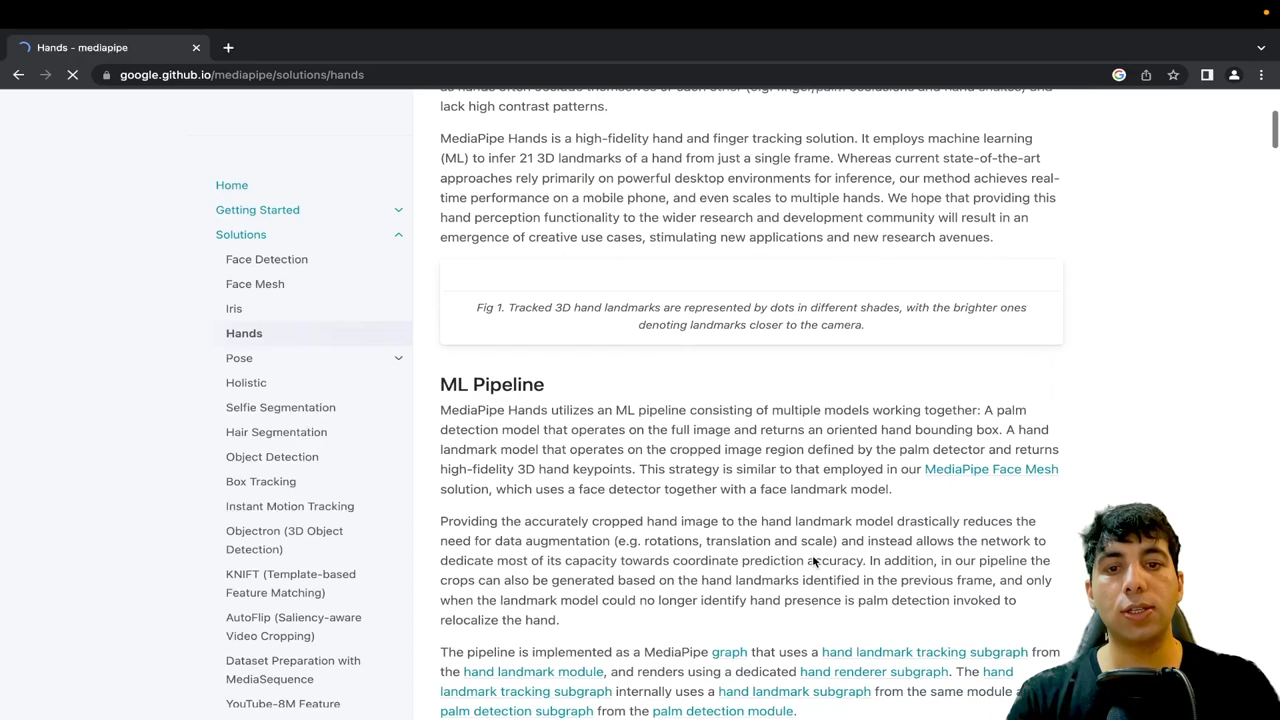 Hands - mediapipe
google.github.io/mediapipe/solutions/hands
Home
Getting Started
Solutions
Face Detection
Face Mesh
Iris
Hands
Pose
Holistic
Selfie Segmentation
Hair Segmentation
Object Detection
Box Tracking
Instant Motion Tracking
Objectron (3D Object
Detection)
KNIFT (Template-based
Feature Matching)
AutoFlip (Saliency-aware
Video Cropping)
Dataset Preparation with
MediaSequence
YouTube-8M Feature
lack high contrast patterns.
MediaPipe Hands is a high-fidelity hand and finger tracking solution. It employs machine learning
(ML) to infer 21 3D landmarks of a hand from just a single frame. Whereas current state-of-the-art
approaches rely primarily on powerful desktop environments for inference, our method achieves real-
time performance on a mobile phone, and even scales to multiple hands. We hope that providing this
hand perception functionality to the wider research and development community will result in an
emergence of creative use cases, stimulating new applications and new research avenues.
Fig 1. Tracked 3D hand landmarks are represented by dots in different shades, with the brighter ones
denoting landmarks closer to the camera.
ML Pipeline
MediaPipe Hands utilizes an ML pipeline consisting of multiple models working together: A palm
detection model that operates on the full image and returns an oriented hand bounding box. A hand
landmark model that operates on the cropped image region defined by the palm detector and returns
high-fidelity 3D hand keypoints. This strategy is similar to that employed in our MediaPipe Face Mesh
solution, which uses a face detector together with a face landmark model.
Providing the accurately cropped hand image to the hand landmark model drastically reduces the
need for data augmentation (e.g. rotations, translation and scale) and instead allows the network to
dedicate most of its capacity towards coordinate prediction accuracy. In addition, in our pipeline the
crops can also be generated based on the hand landmarks identified in the previous frame, and only
when the landmark model could no longer identify hand presence is palm detection invoked to
relocalize the hand.
The pipeline is implemented as a MediaPipe graph that uses a hand landmark tracking subgraph from
the hand landmark module, and renders using a dedicated hand renderer subgraph. The hand
landmark tracking subgraph internally uses a hand landmark subgraph from the same module
palm detection subgraph from the palm detection module.